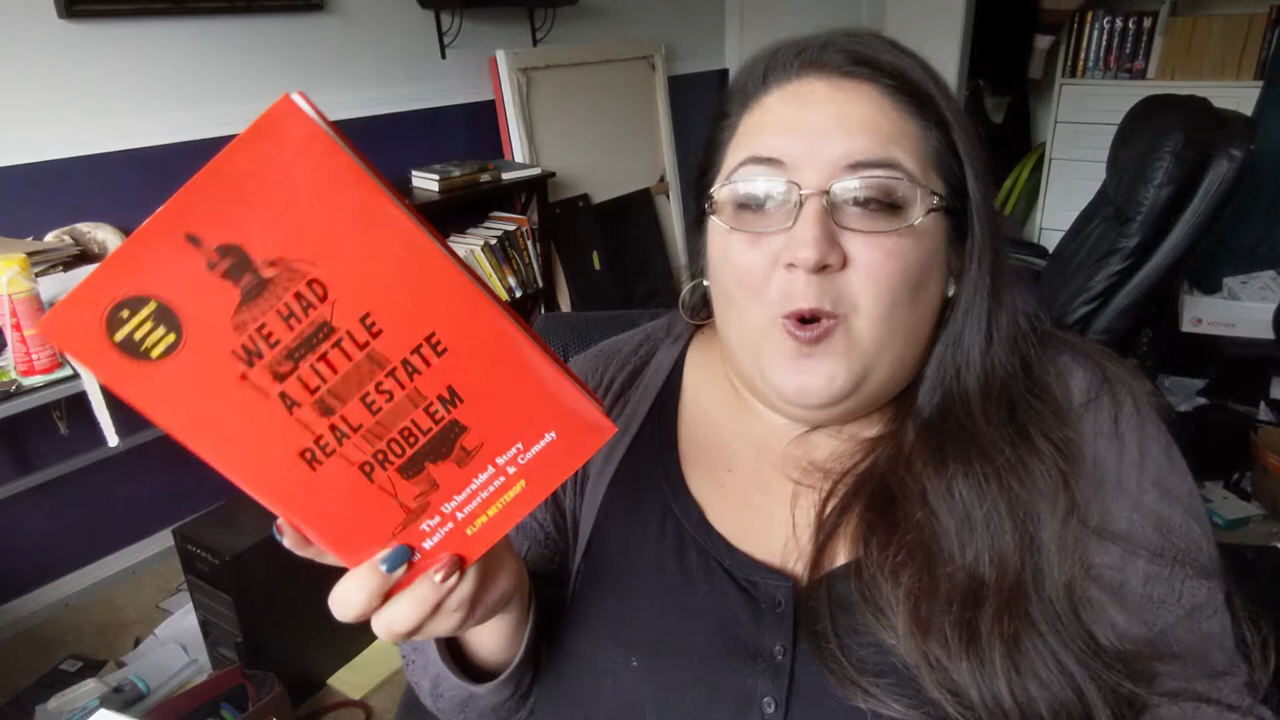 WE HAD
A LITTLE
REAL ESTATE
PROBLEM
The Unheralded Story
of Native Americans & Comedy
KLIPH NESTEROFF